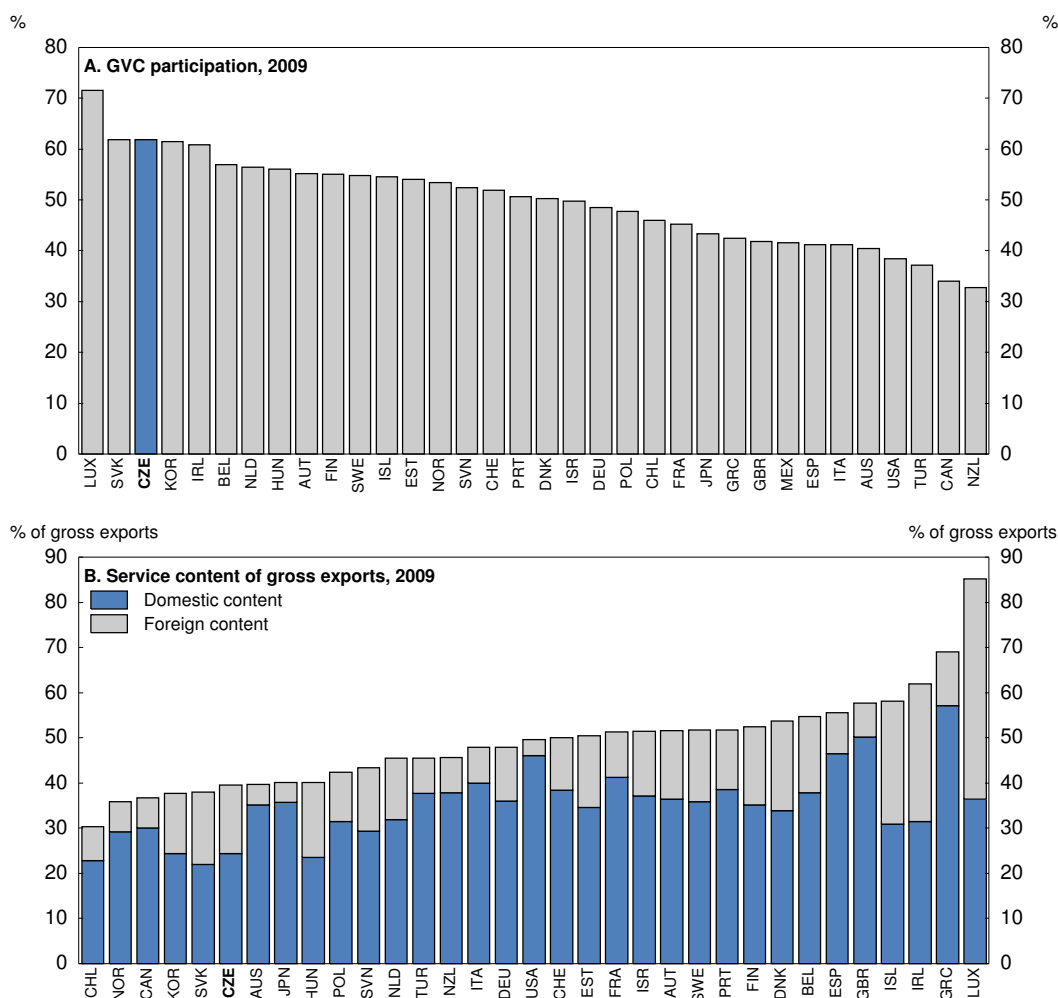 % %
80 80
A. GVC participation, 2009
70 70
60 60
50 50
40 40
30 30
20 20
10 10
0 0
LUX SVK CZE KOR IRL BEL NLD HUN AUT FIN SWE ISL EST NOR SVN CHE PRT DNK ISR DEU POL CHL FRA JPN GRC GBR MEX ESP ITA AUS USA TUR CAN NZL
% of gross exports % of gross exports
90 90
B. Service content of gross exports, 2009
80 80
Domestic content
Foreign content
70 70
60 60
50 50
40 40
30 30
20 20
10 10
0 0
CHL NOR CAN KOR SVK CZE AUS JPN HUN POL SVN NLD TUR NZL ITA DEU USA CHE EST FRA ISR AUT SWE PRT FIN DNK BEL ESP GBR ISL IRL GRC LUX